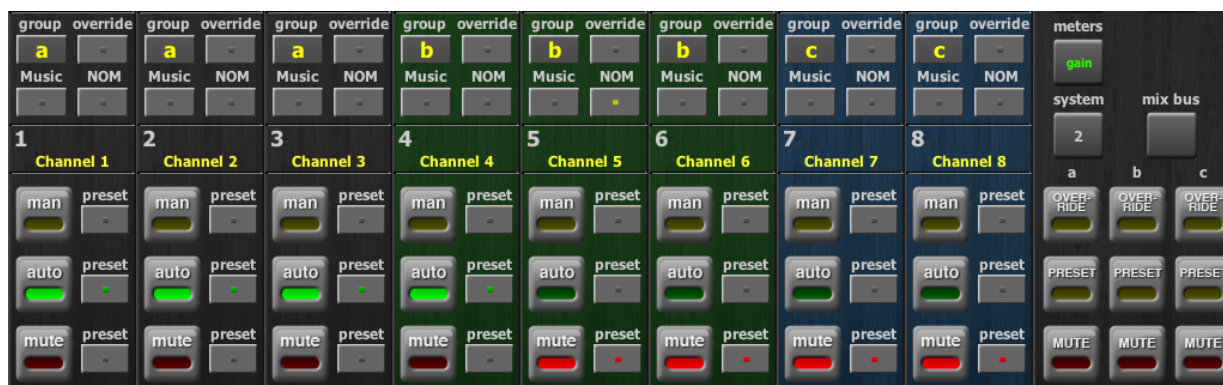 group override group override group override group override group override group override group override group override meters
a a a b b b c c gain
Music NOM Music NOM Music NOM Music NOM Music NOM Music NOM Music NOM Music NOM
system mix bus
2
1 2 3 4 5 6 7 8
Channel 1 Channel 2 Channel 3 Channel 4 Channel 5 Channel 6 Channel 7 Channel 8
a b c
man preset man preset man preset man preset man preset man preset man preset man preset OVER-RIDE OVER-RIDE OVER-RIDE
auto preset auto preset auto preset auto preset auto preset auto preset auto preset auto preset PRESET PRESET PRESE
mute preset mute preset mute preset mute preset mute preset mute preset mute preset mute preset MUTE MUTE MUTE